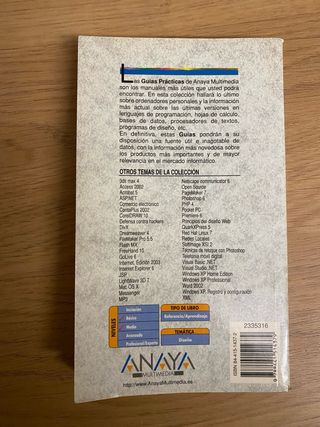 Las Guías Prácticas de Anaya Multimedia
son los manuales más útiles que usted podrá
encontrar. En esta colección hallará lo último
sobre ordenadores personales y la información
más actual sobre las últimas versiones en
lenguajes de programación, hojas de cálculo,
bases de datos, procesadores de textos,
programas de diseño, etc.
En definitiva, estas Guías pondrán a su
disposición una fuente útil e inagotable de
datos, con la información más novedosa sobre
los productos más importantes y de mayor
relevancia en el mercado informático.
OTROS TEMAS DE LA COLECCIÓN
3ds max 4
Access 2002
Acrobat 5
ASP.NET
Comercio electrónico
ContaPlus 2002
CorelDRAW 10
Defensa contra hackers
DivX
Dreamweaver 4
FileMaker Pro 5.5
Flash MX
FreeHand 10
GoLive 6
Internet, Edición 2003
Internet Explorer 6
JSP
LightWave 3D 7
Mac OS X
Messenger
MP3
Netscape communicator 6
Open Source
PageMaker 7
Photoshop 6
PHP 4
Pocket PC
Premiere 6
Principios del diseño Web
QuarkXPress 5
Red Hat Linux 7
Redes Locales
Softimage XSI 2
Técnicas de retoque con Photoshop
Telefonía móvil digital
Visual Basic .NET
Visual Studio .NET
Windows XP Home Edition
Windows XP Professional
Word 2002
Windows XP. Registro y configuración
XML
NIVELES
Iniciación
Básico
Medio
Avanzado
Profesional/Experto
TIPO DE LIBRO
Referencia/Aprendizaje
TEMÁTICA
Diseño
ANAYA
MULTIMEDIA
http://www.AnayaMultimedia.es
2335316
ISBN 84-415-1437-2